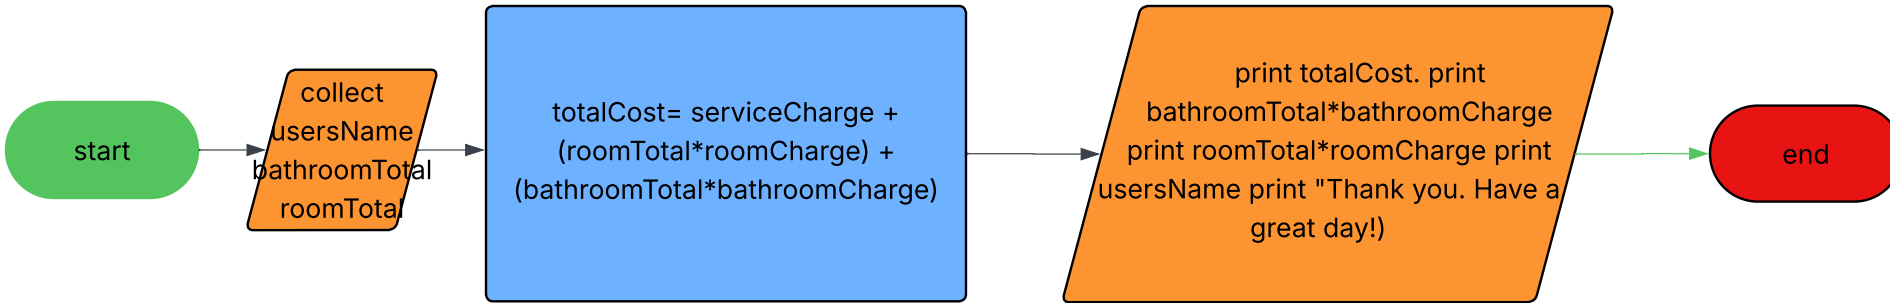 start
collect
usersName
bathroomTotal
roomTotal
totalCost= serviceCharge +
(roomTotal*roomCharge) +
(bathroomTotal*bathroomCharge)
print totalCost. print
bathroomTotal*bathroomCharge
print roomTotal*roomCharge print
usersName print "Thank you. Have a
great day!)
end